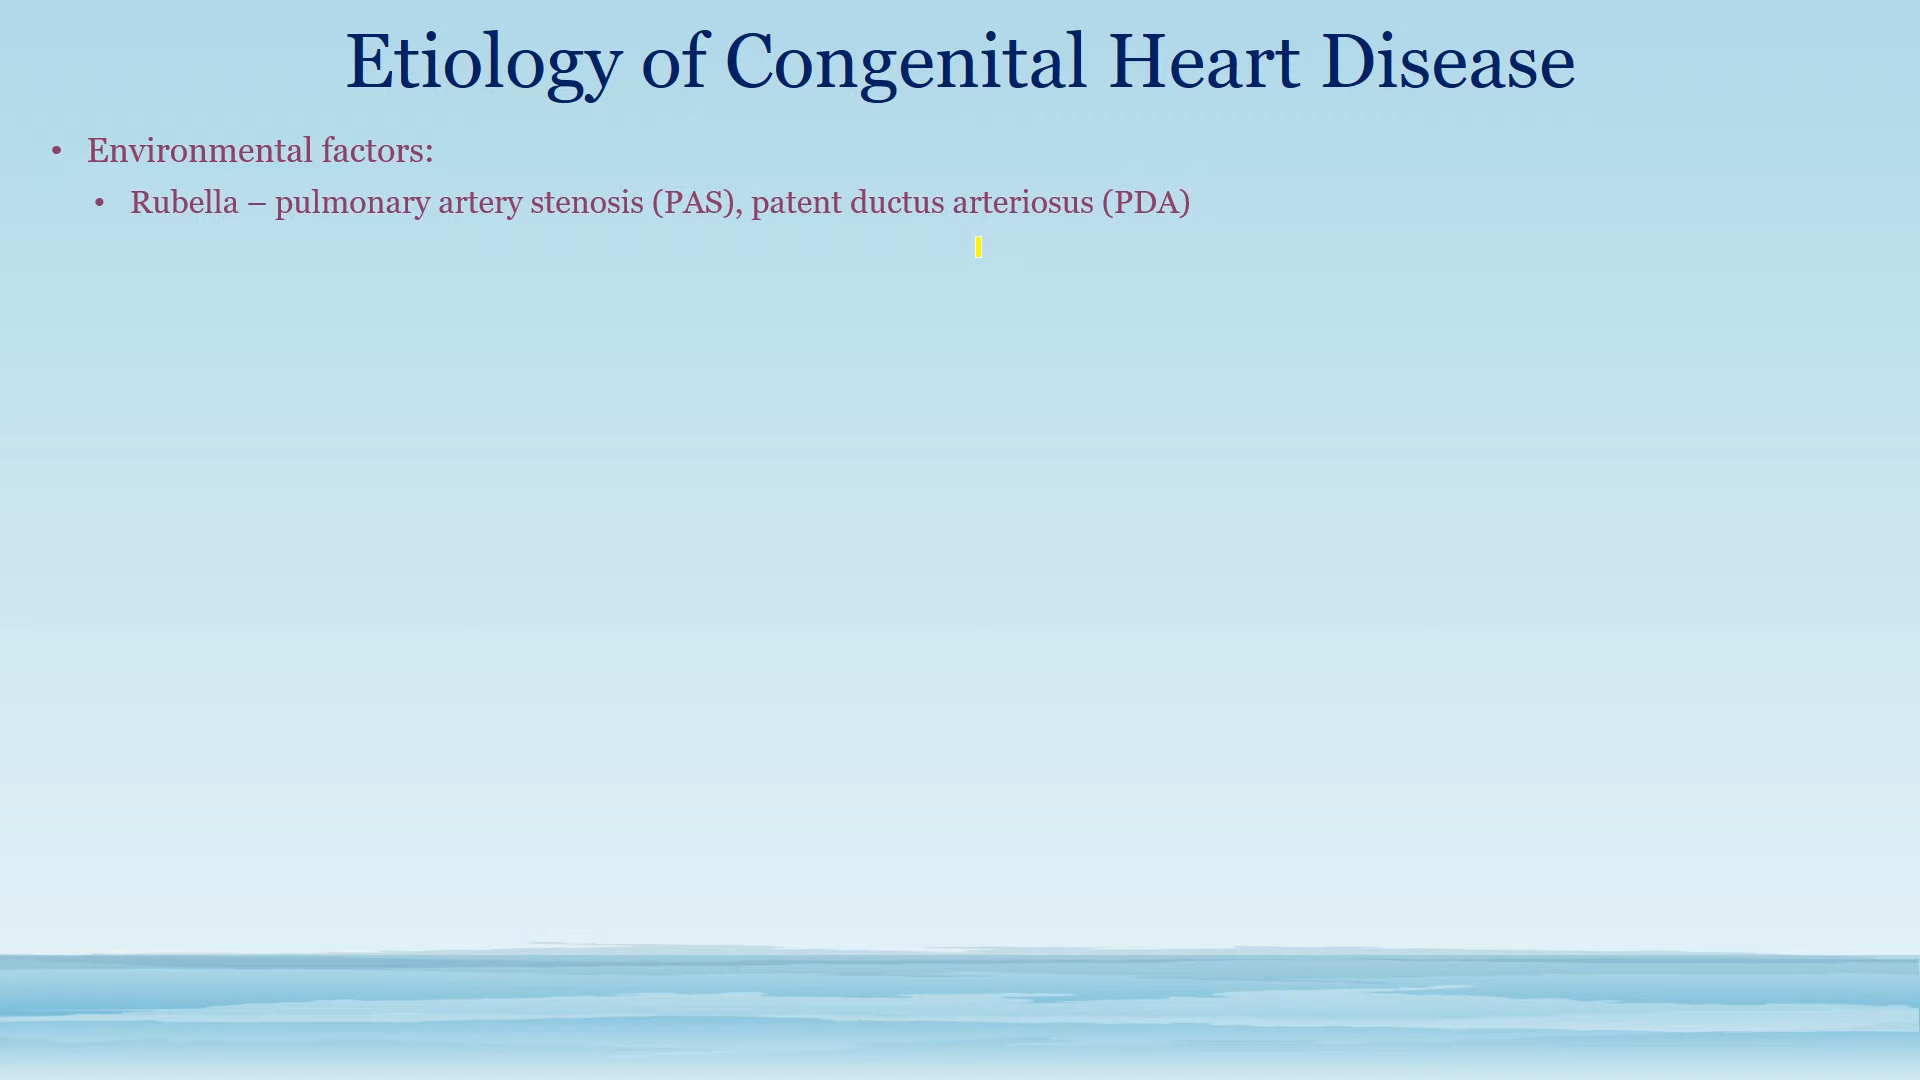 Etiology of Congenital Heart Disease
• Environmental factors:
• Rubella – pulmonary artery stenosis (PAS), patent ductus arteriosus (PDA)